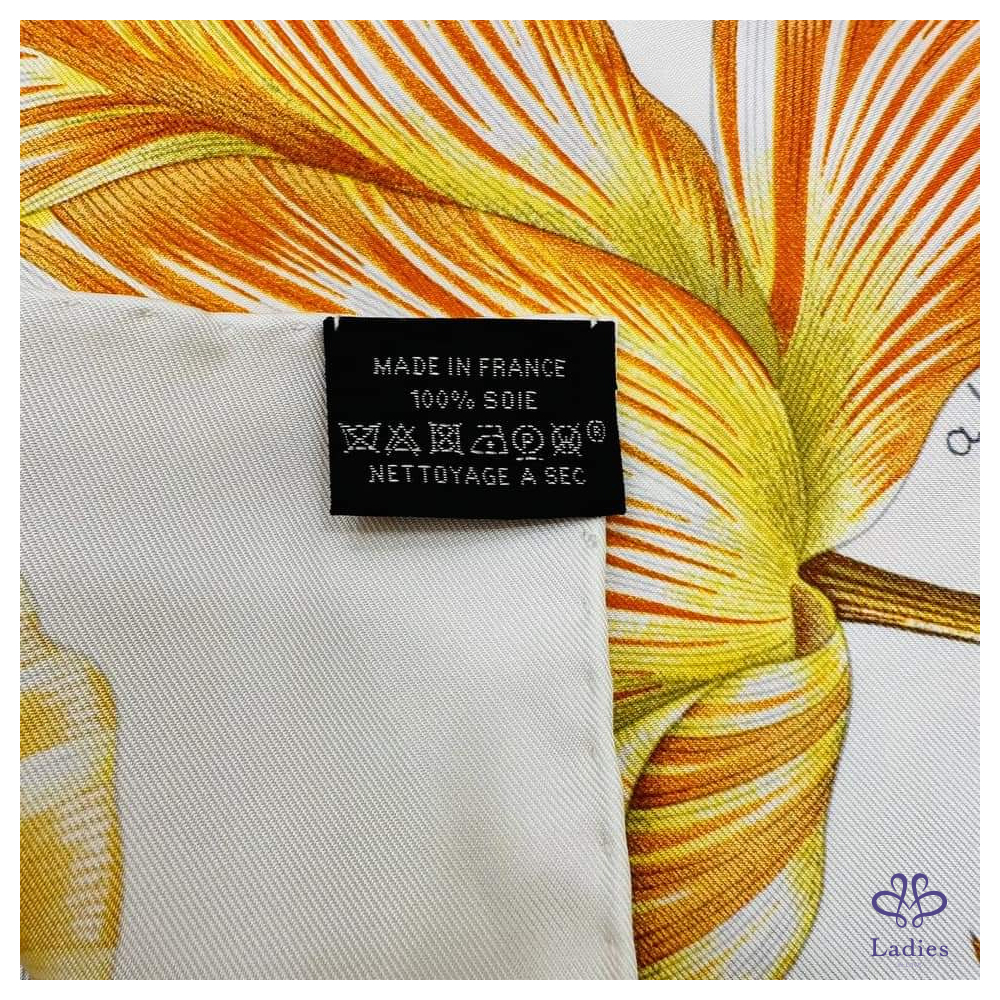 MADE IN FRANCE
100% SOIE
NETTOYAGE A SEC
Ladies